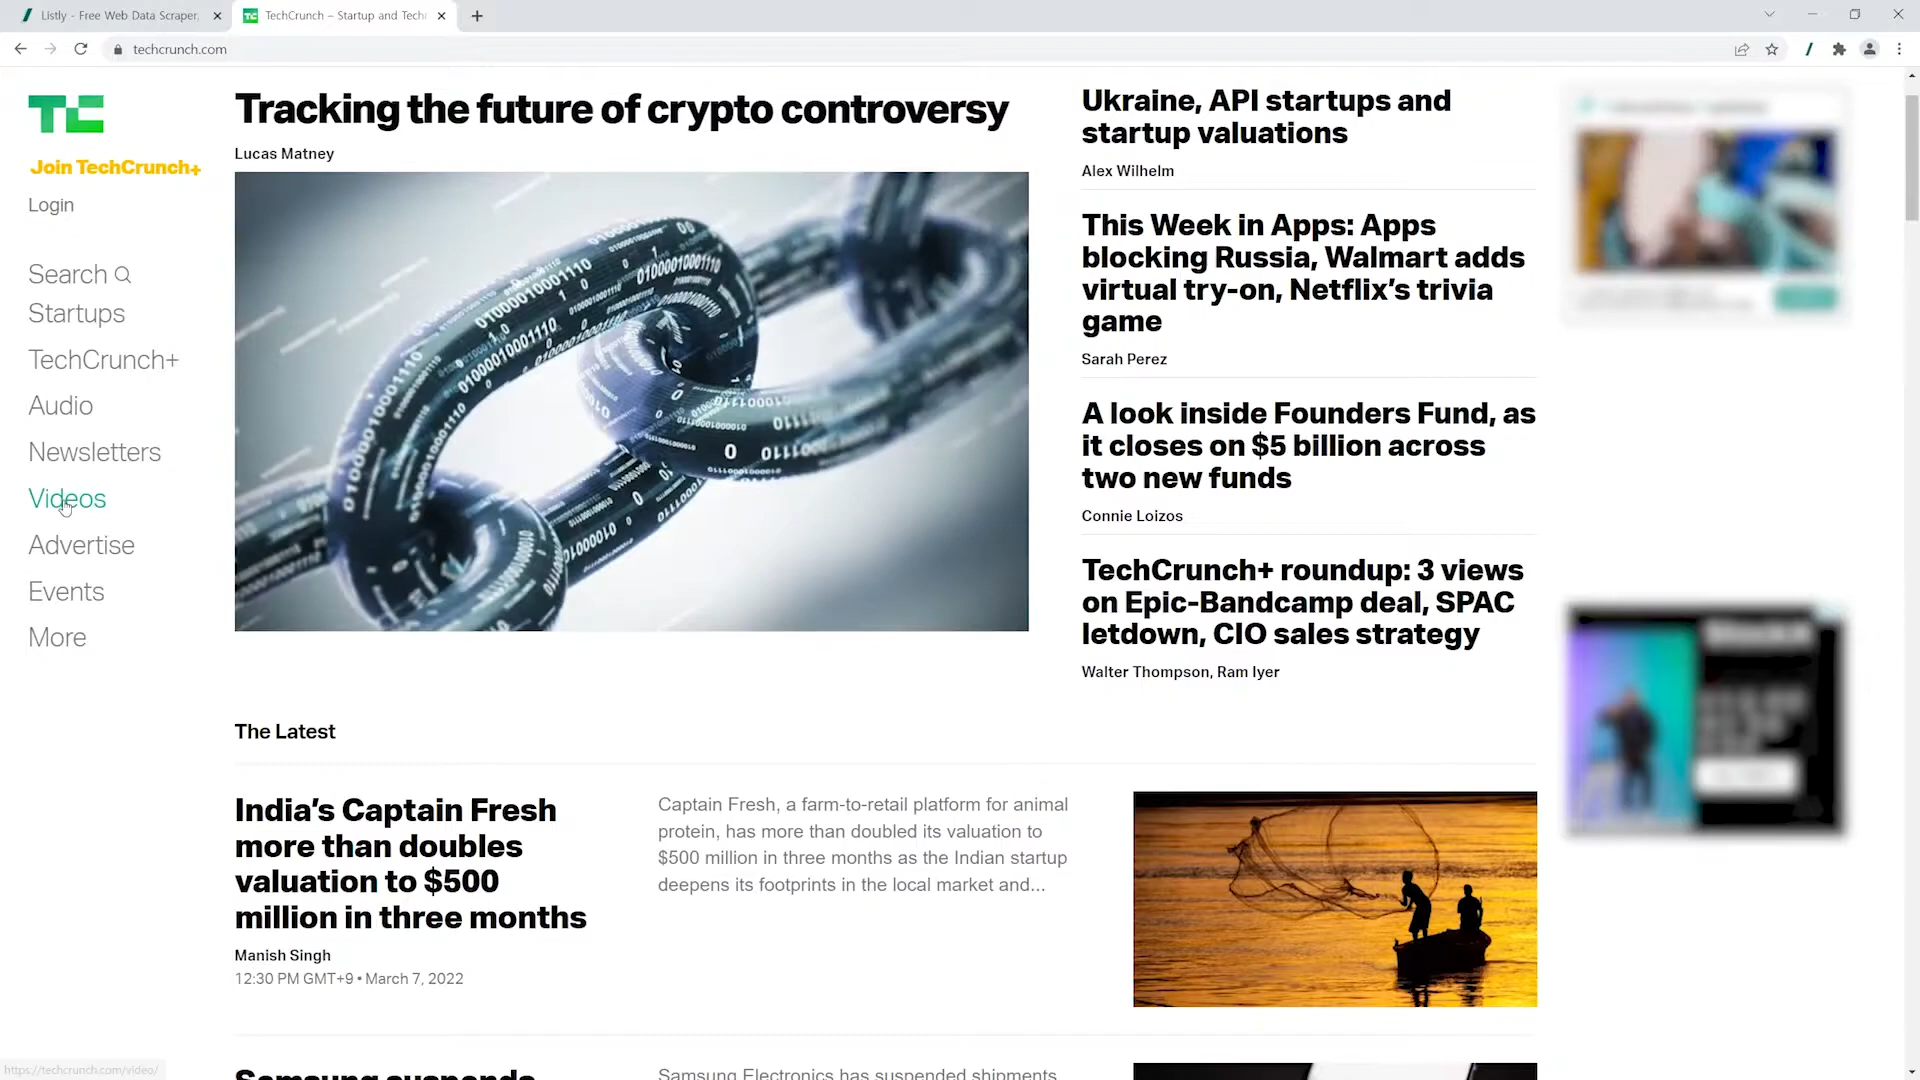 Listly - Free Web Data Scraper,
TechCrunch – Startup and Tech
techcrunch.com
TC
Join TechCrunch+
Login
Search
Startups
TechCrunch+
Audio
Newsletters
Videos
Advertise
Events
More
Tracking the future of crypto controversy
Lucas Matney
Ukraine, API startups and
startup valuations
Alex Wilhelm
This Week in Apps: Apps
blocking Russia, Walmart adds
virtual try-on, Netflix’s trivia
game
Sarah Perez
A look inside Founders Fund, as
it closes on $5 billion across
two new funds
Connie Loizos
TechCrunch+ roundup: 3 views
on Epic-Bandcamp deal, SPAC
letdown, CIO sales strategy
Walter Thompson, Ram Iyer
The Latest
India’s Captain Fresh
more than doubles
valuation to $500
million in three months
Manish Singh
12:30 PM GMT+9 • March 7, 2022
Captain Fresh, a farm-to-retail platform for animal
protein, has more than doubled its valuation to
$500 million in three months as the Indian startup
deepens its footprints in the local market and...
Samsung suspends
Samsung Electronics has suspended shipments
https://techcrunch.com/video/